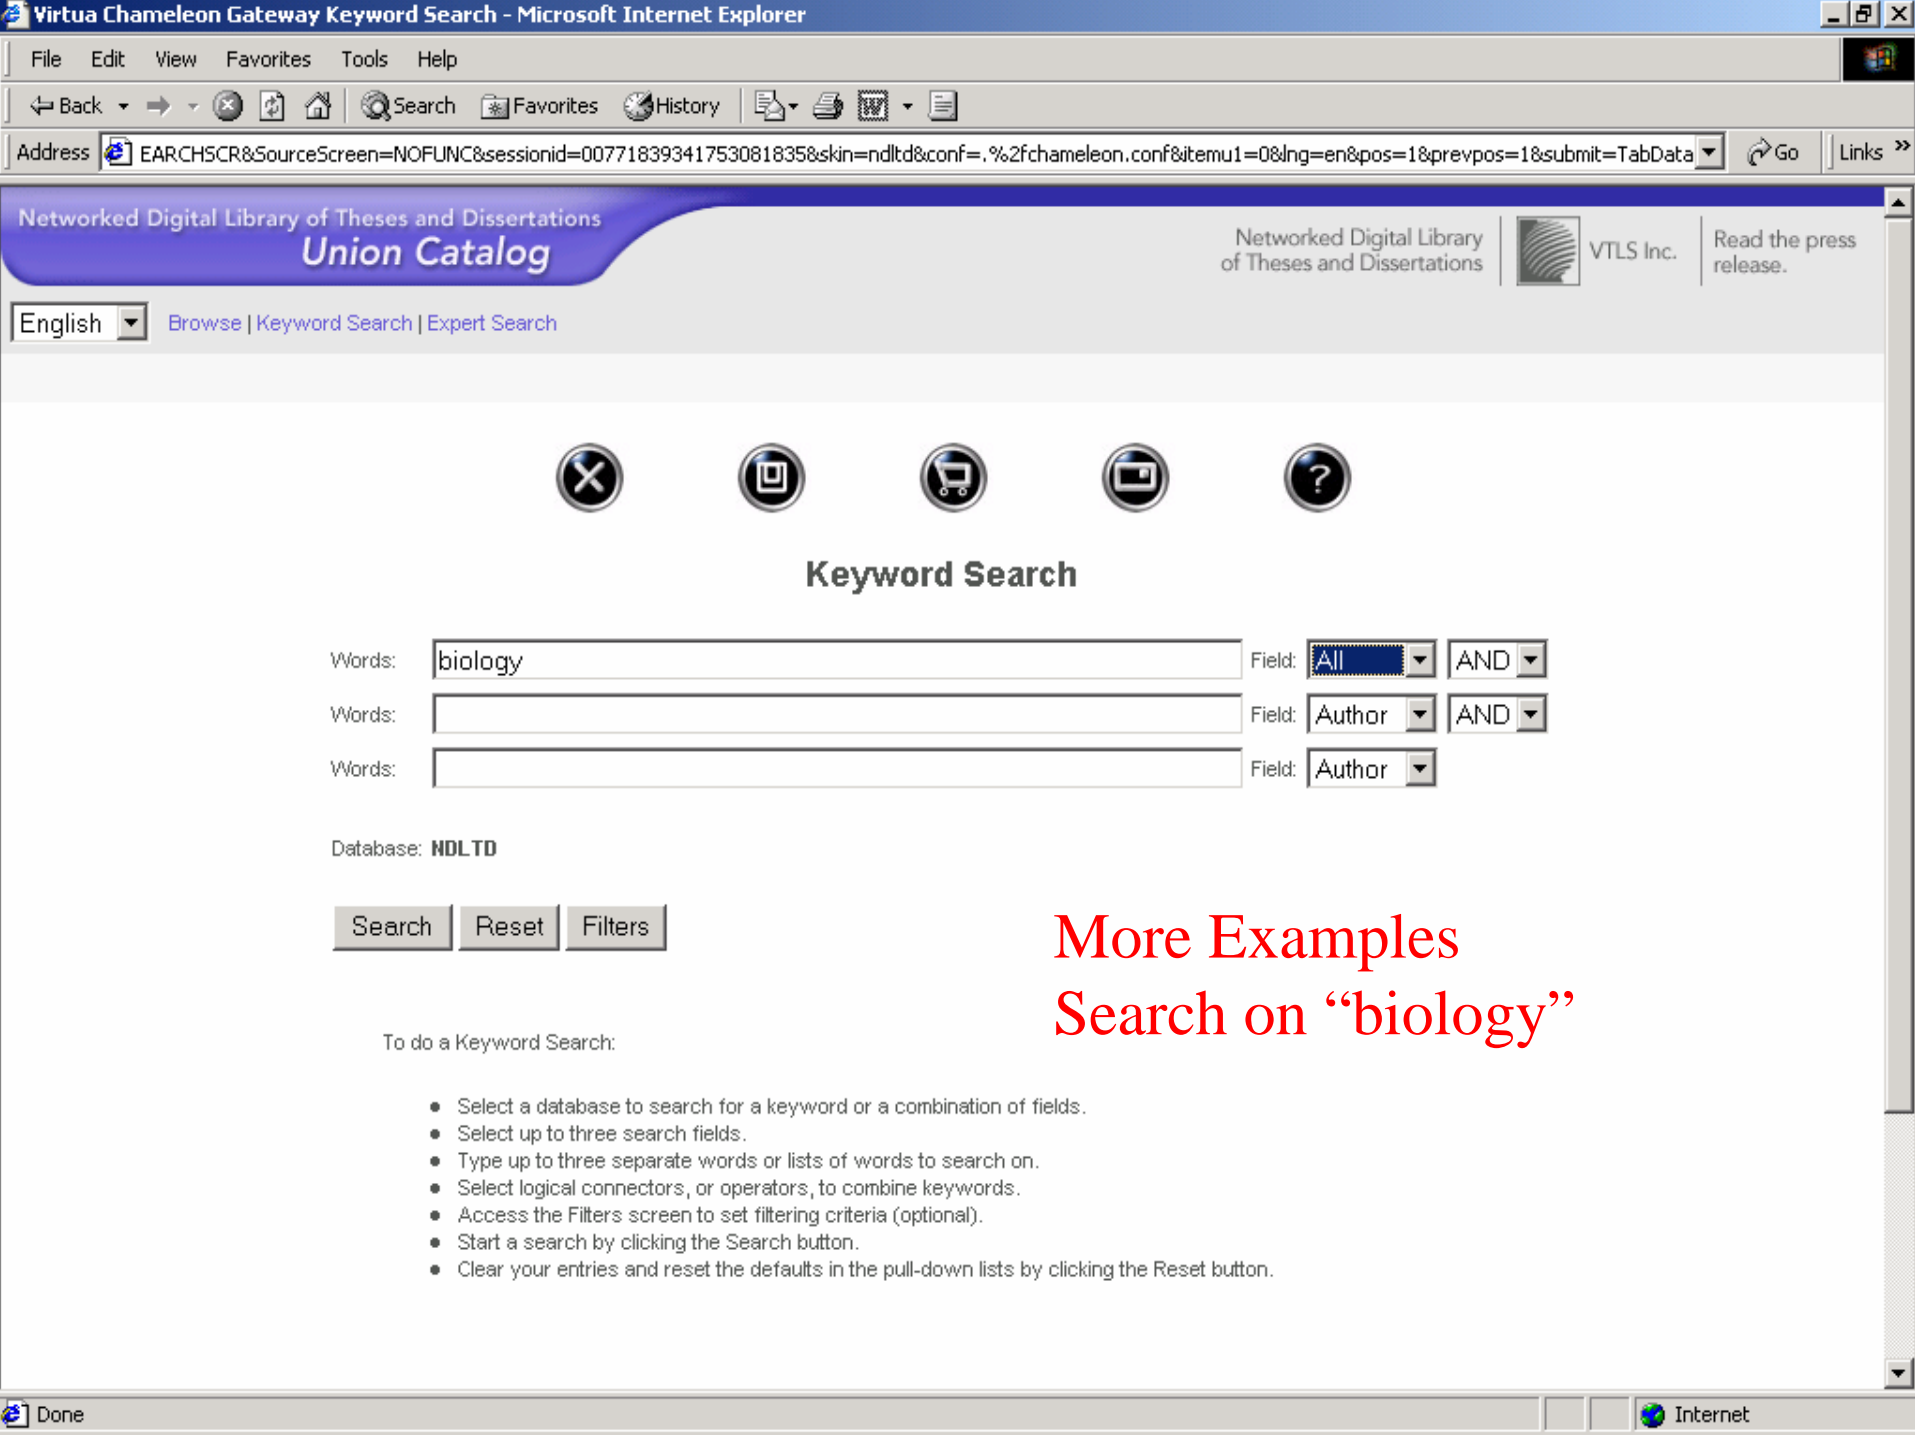 Virtua Chameleon Gateway Keyword Search - Microsoft Internet Explorer
File Edit View Favorites Tools Help
Back Search Favorites History
Address EARCHSCR&SourceScreen=NOFUNC&sessionid=00771839341753081835&skin=ndltd&conf=.%2fchameleon.conf&itemu1=0&lng=en&pos=1&prevpos=1&submit=TabData Go Links »
Networked Digital Library of Theses and Dissertations
Union Catalog
Networked Digital Library
of Theses and Dissertations
VTLS Inc.
Read the press
release.
English Browse | Keyword Search | Expert Search
Keyword Search
Words: biology Field: All AND
Words: Field: Author AND
Words: Field: Author
Database: NDLTD
Search Reset Filters
More Examples
Search on “biology”
To do a Keyword Search:
● Select a database to search for a keyword or a combination of fields.
● Select up to three search fields.
● Type up to three separate words or lists of words to search on.
● Select logical connectors, or operators, to combine keywords.
● Access the Filters screen to set filtering criteria (optional).
● Start a search by clicking the Search button.
● Clear your entries and reset the defaults in the pull-down lists by clicking the Reset button.
Done Internet